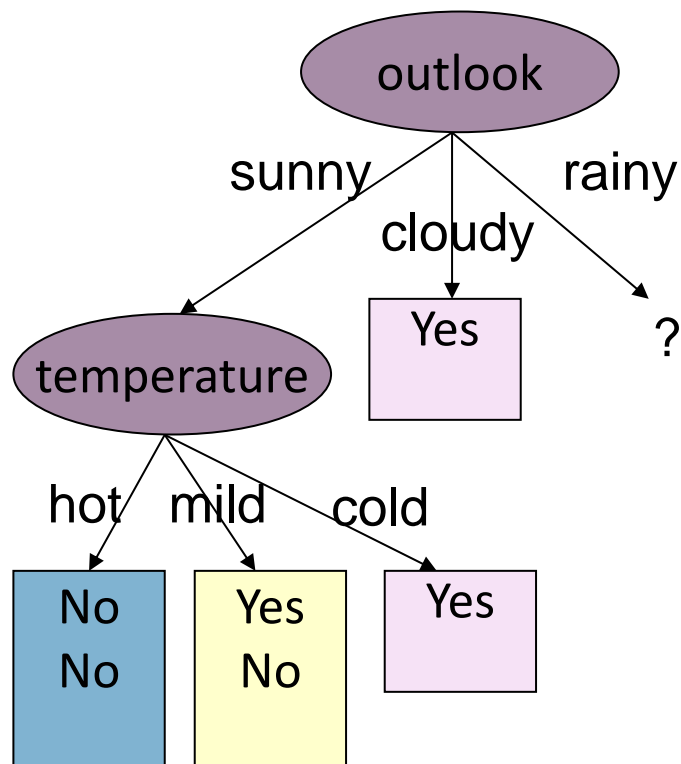 outlook
sunny
rainy
cloudy
Yes
?
temperature
hot
mild
cold
No
No
Yes
No
Yes